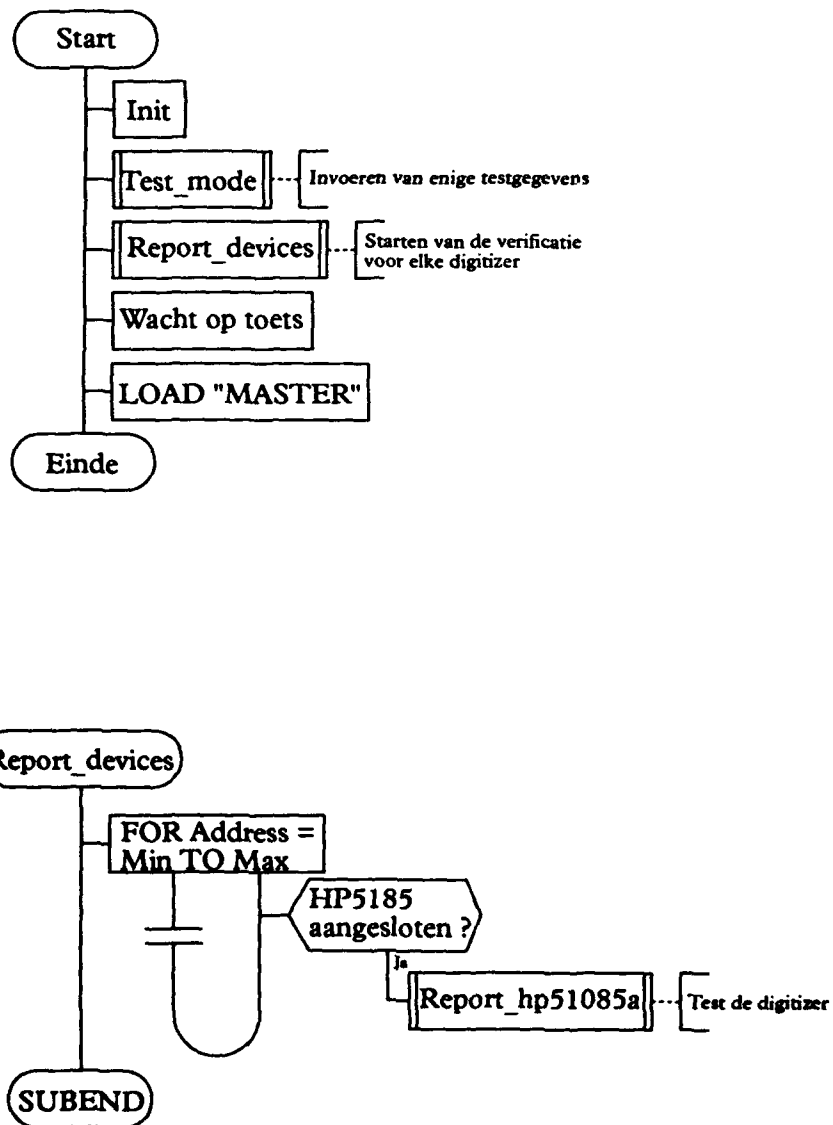 Start
Init
Test_mode
Invoeren van enige testgegevens
Report_devices
Starten van de verificatie
voor elke digitizer
Wacht op toets
LOAD "MASTER"
Einde
Report_devices
FOR Address =
Min TO Max
HP5185
aangesloten ?
Ja
Report_hp51085a
Test de digitizer
SUBEND